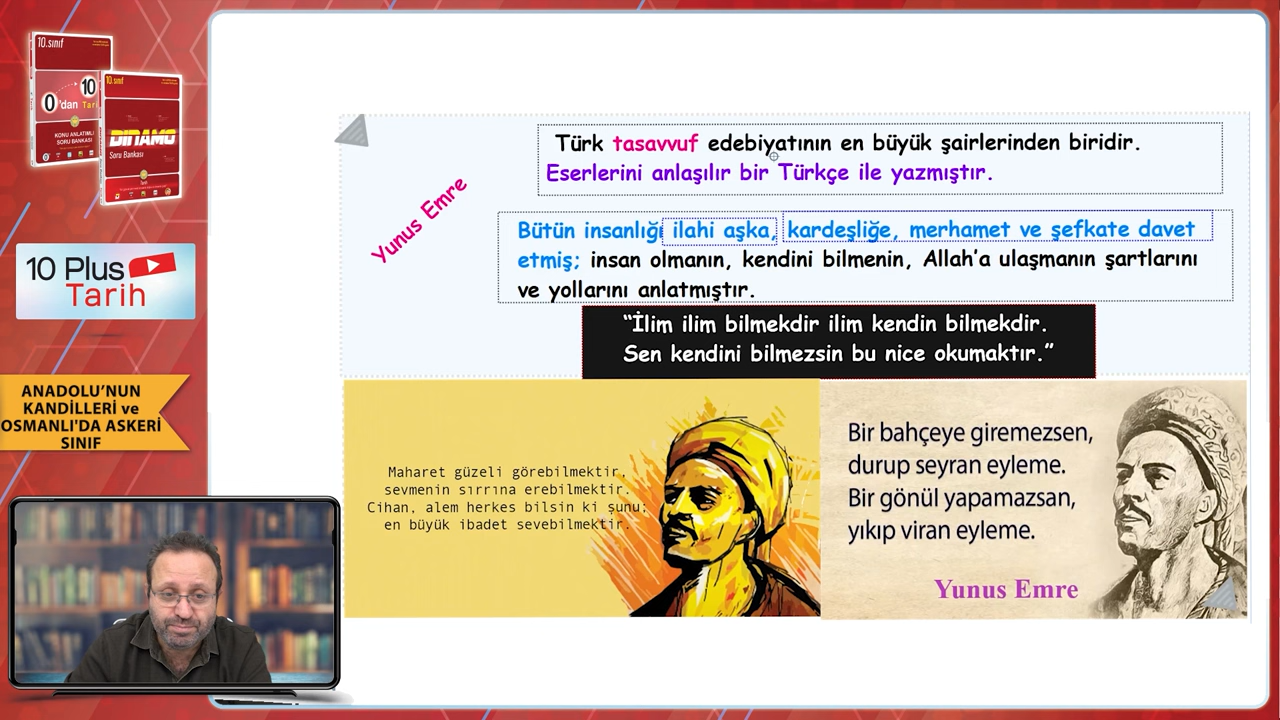 10.sınıf
10.sınıf
0'dan 10
Tari
KONU ANLATIMLI
SORU BANKASI
DINAMO
Soru Bankası
10 Plus
Tarih
ANADOLU'NUN
KANDİLLERİ ve
OSMANLI'DA ASKERİ
SINIF
Yunus Emre
Türk tasavvuf edebiyatının en büyük şairlerinden biridir.
Eserlerini anlaşılır bir Türkçe ile yazmıştır.
Bütün insanlığı ilahi aşka, kardeşliğe, merhamet ve şefkate davet
etmiş; insan olmanın, kendini bilmenin, Allah'a ulaşmanın şartlarını
ve yollarını anlatmıştır.
“İlim ilim bilmekdir ilim kendin bilmekdir.
Sen kendini bilmezsin bu nice okumaktır.”
Maharet güzeli görebilmektir,
sevmenin sırrına erebilmektir.
Cihan, alem herkes bilsin ki şunu;
en büyük ibadet sevebilmektir.
Bir bahçeye giremezsen,
durup seyran eyleme.
Bir gönül yapamazsan,
yıkıp viran eyleme.
Yunus Emre